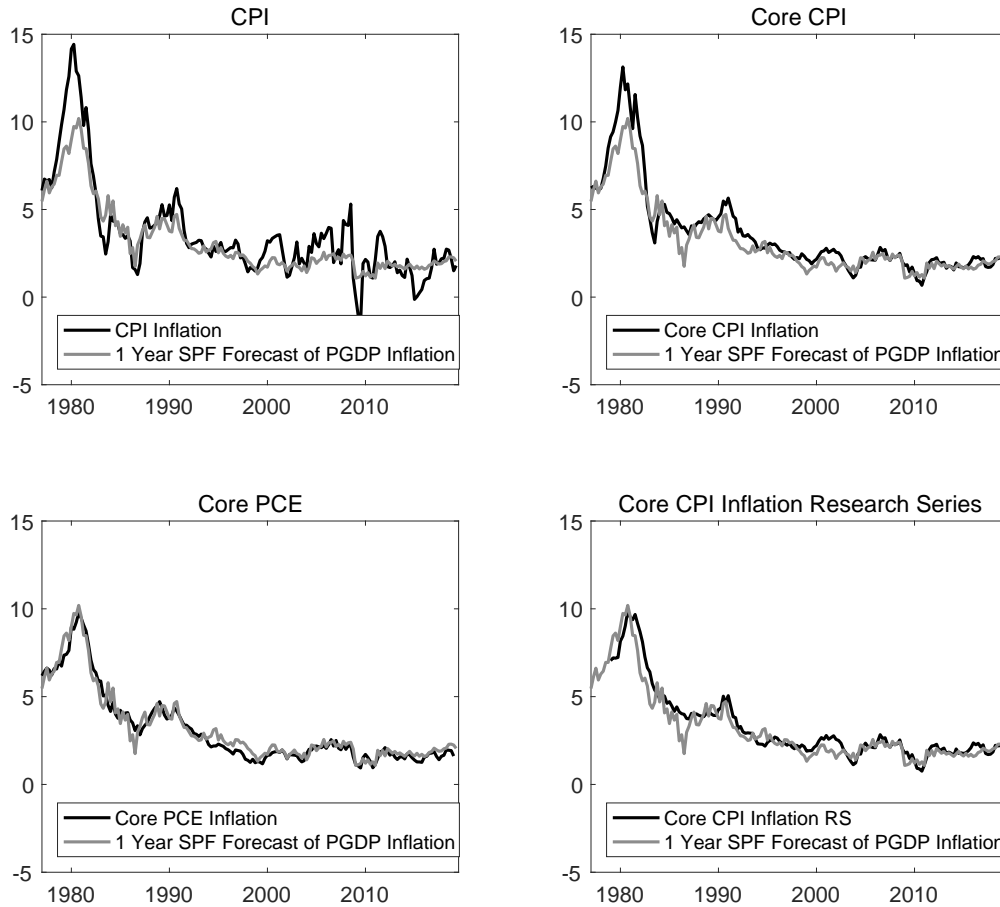 CPI
15
10
5
0
-5
CPI Inflation
1 Year SPF Forecast of PGDP Inflation
1980 1990 2000 2010
Core CPI
15
10
5
0
-5
Core CPI Inflation
1 Year SPF Forecast of PGDP Inflation
1980 1990 2000 2010
Core PCE
15
10
5
0
-5
Core PCE Inflation
1 Year SPF Forecast of PGDP Inflation
1980 1990 2000 2010
Core CPI Inflation Research Series
15
10
5
0
-5
Core CPI Inflation RS
1 Year SPF Forecast of PGDP Inflation
1980 1990 2000 2010